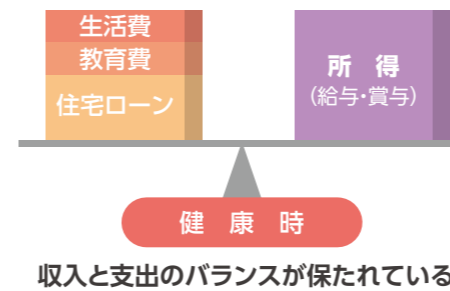 生活費
教育費
住宅ローン
所 得
(給与・賞与)
健 康 時
収入と支出のバランスが保たれている